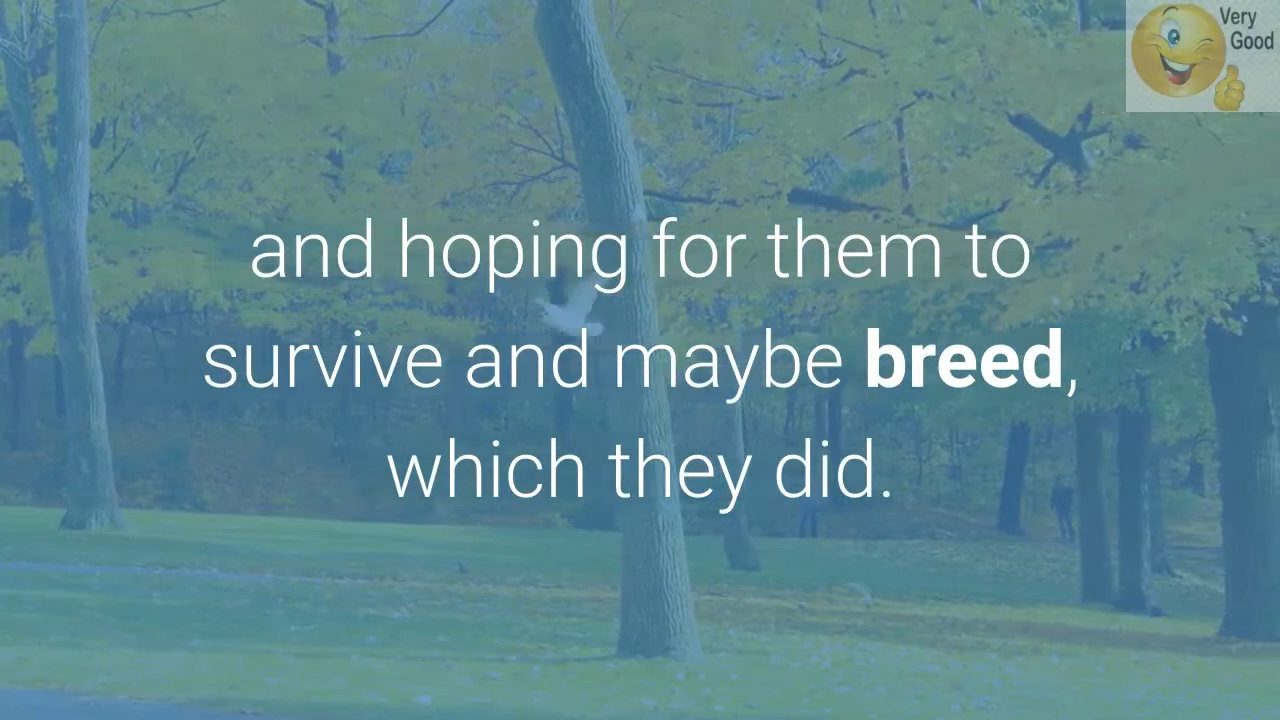 Very
Good
and hoping for them to
survive and maybe breed,
which they did.